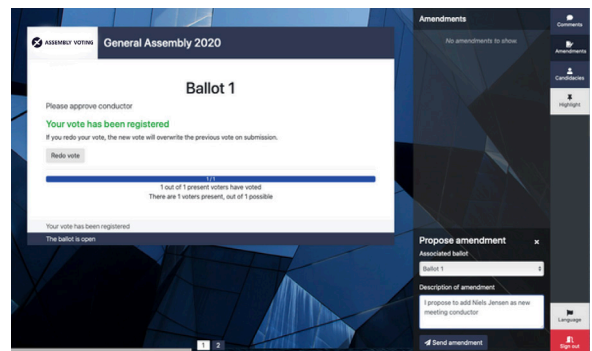 ASSEMBLY VOTING
General Assembly 2020
Ballot 1
Please approve conductor
Your vote has been registered
If you redo your vote, the new vote will overwrite the previous vote on submission.
Redo vote
1/1
1 out of 1 present voters have voted
There are 1 voters present, out of 1 possible
Your vote has been registered
The ballot is open
1 2
Amendments
No amendments to show
Propose amendment ×
Associated ballot
Ballot 1
Description of amendment
I propose to add Niels Jensen as new
meeting conductor
Send amendment
Comments
Amendments
Candidacies
Highlight
Language
Sign out